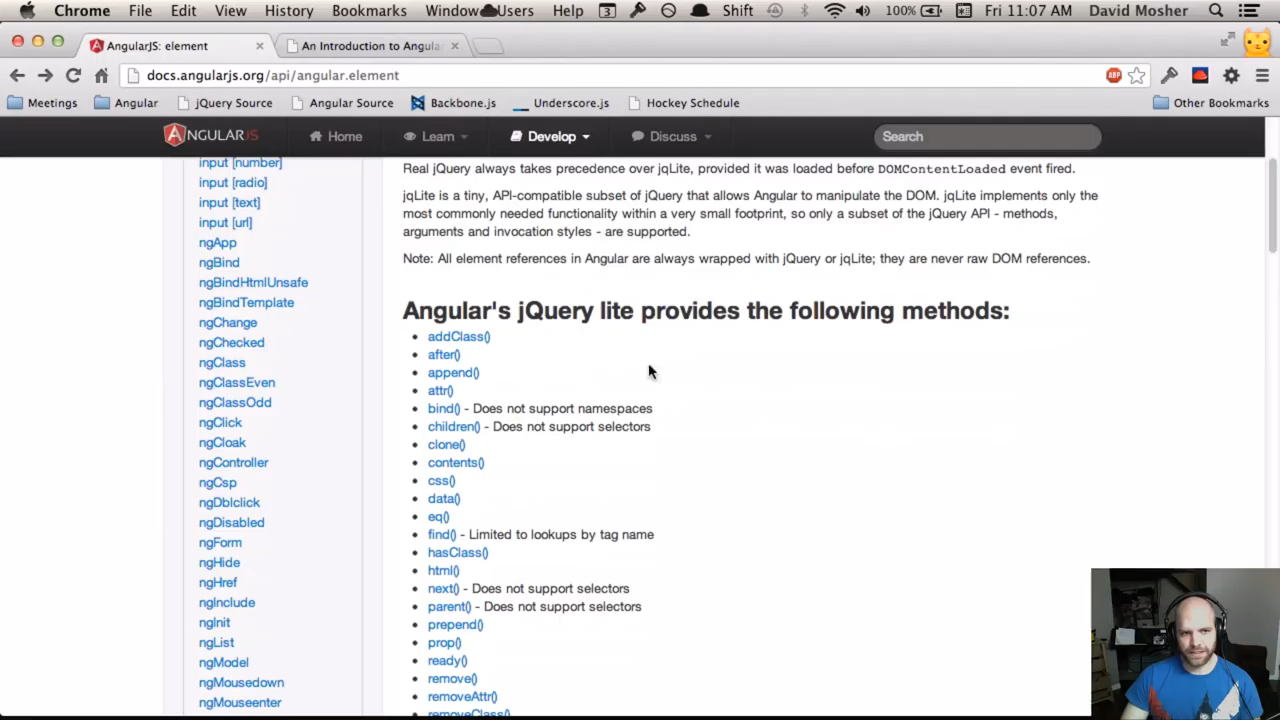 Chrome File Edit View History Bookmarks Window Users Help 3 Shift 100% Fri 11:07 AM David Mosher
AngularJS: element
An Introduction to Angular
docs.angularjs.org/api/angular.element
ABP
Meetings Angular jQuery Source Angular Source Backbone.js Underscore.js Hockey Schedule Other Bookmarks
ANGULARJS Home Learn Develop Discuss Search
input [number]
input [radio]
input [text]
input [url]
ngApp
ngBind
ngBindHtmlUnsafe
ngBindTemplate
ngChange
ngChecked
ngClass
ngClassEven
ngClassOdd
ngClick
ngCloak
ngController
ngCsp
ngDblclick
ngDisabled
ngForm
ngHide
ngHref
ngInclude
ngInit
ngList
ngModel
ngMousedown
ngMouseenter
Real jQuery always takes precedence over jqLite, provided it was loaded before DOMContentLoaded event fired.
jqLite is a tiny, API-compatible subset of jQuery that allows Angular to manipulate the DOM. jqLite implements only the
most commonly needed functionality within a very small footprint, so only a subset of the jQuery API - methods,
arguments and invocation styles - are supported.
Note: All element references in Angular are always wrapped with jQuery or jqLite; they are never raw DOM references.
Angular's jQuery lite provides the following methods:
addClass()
after()
append()
attr()
bind() - Does not support namespaces
children() - Does not support selectors
clone()
contents()
css()
data()
eq()
find() - Limited to lookups by tag name
hasClass()
html()
next() - Does not support selectors
parent() - Does not support selectors
prepend()
prop()
ready()
remove()
removeAttr()
removeClass()